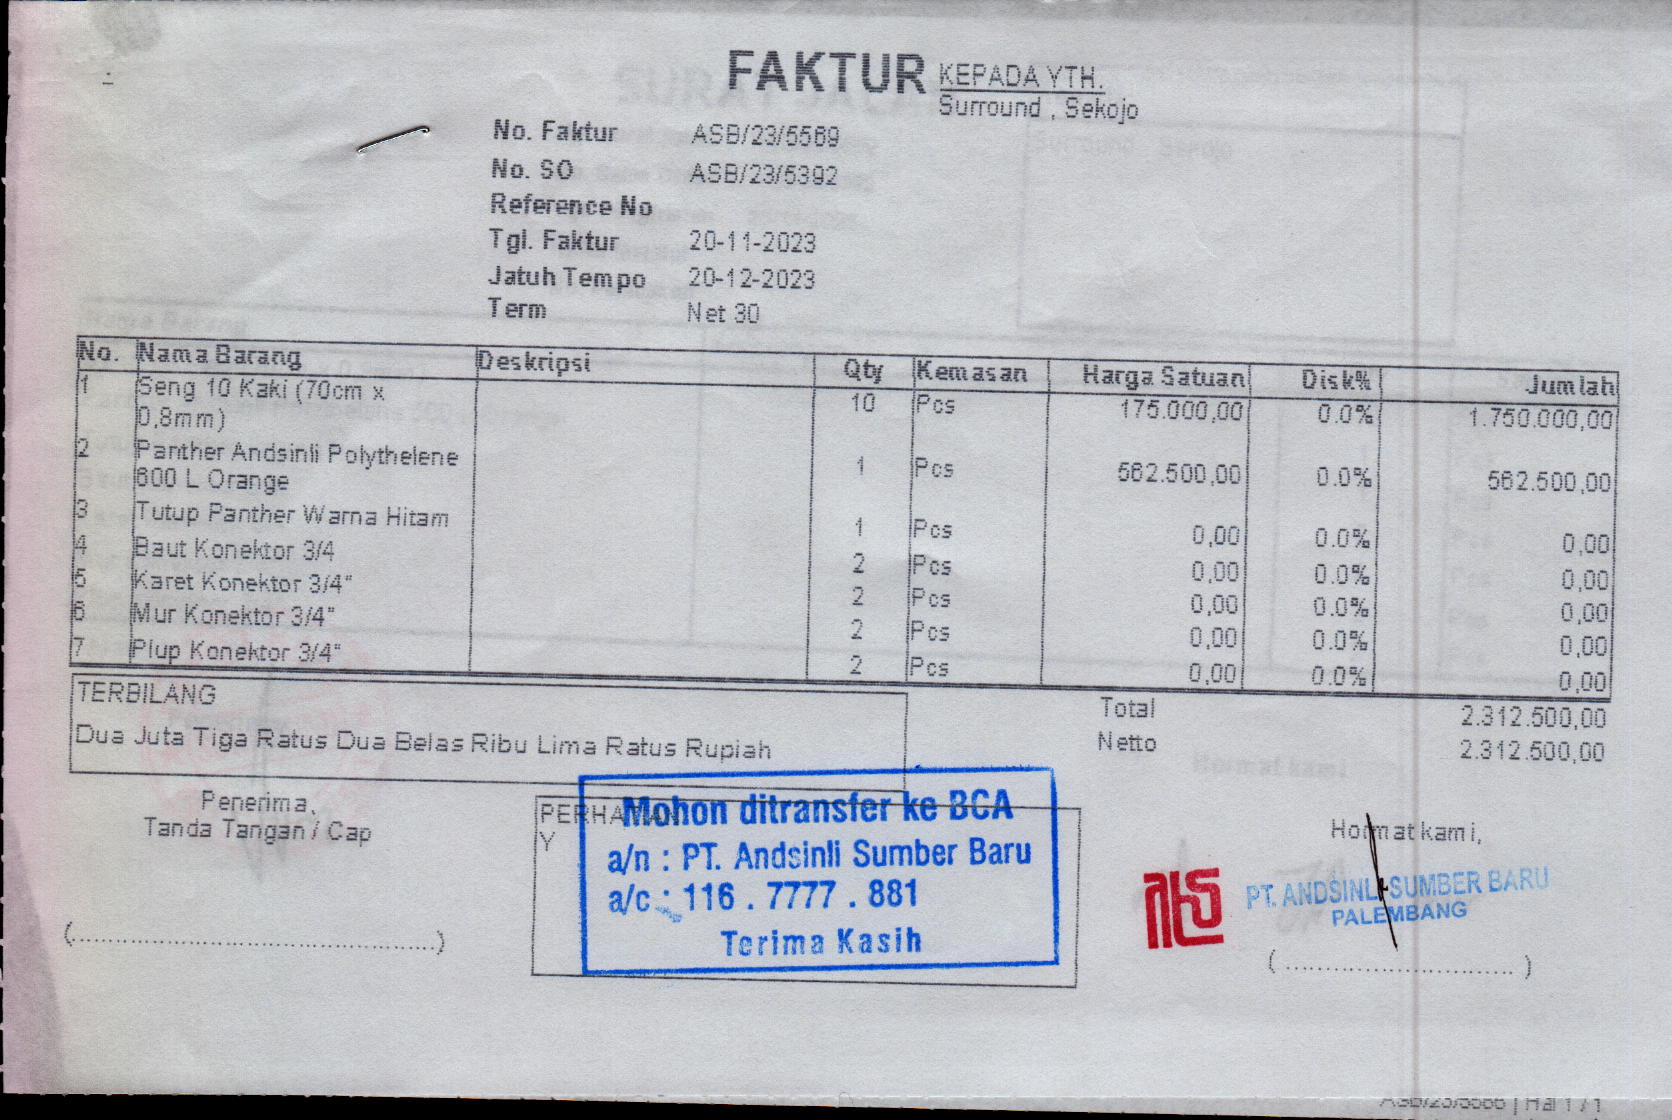 FAKTUR
KEPADA YTH.
Surround , Sekojo
No. Faktur ASB/23/5569
No. SO ASB/23/5392
Reference No
Tgl. Faktur 20-11-2023
Jatuh Tempo 20-12-2023
Term Net 30
No. Nama Barang Deskripsi Qty Kemasan Harga Satuan Disk% Jumlah
1 Seng 10 Kaki (70cm x 10 Pcs 175.000,00 0.0% 1.750.000,00
0,8mm)
2 Panther Andsinli Polythelene 1 Pcs 562.500,00 0.0% 562.500,00
600 L Orange
3 Tutup Panther Warna Hitam 1 Pcs 0,00 0.0% 0,00
4 Baut Konektor 3/4 2 Pcs 0,00 0.0% 0,00
5 Karet Konektor 3/4" 2 Pcs 0,00 0.0% 0,00
6 Mur Konektor 3/4" 2 Pcs 0,00 0.0% 0,00
7 Plup Konektor 3/4" 2 Pcs 0,00 0.0% 0,00
TERBILANG
Dua Juta Tiga Ratus Dua Belas Ribu Lima Ratus Rupiah
Total 2.312.500,00
Netto 2.312.500,00
Penerima,
Tanda Tangan / Cap
(............................................)
PERHATIAN
Y
Mohon ditransfer ke BCA
a/n : PT. Andsinli Sumber Baru
a/c : 116 . 7777 . 881
Terima Kasih
Hormat kami,
PT. ANDSINLI SUMBER BARU
PALEMBANG
( ............................ )
Hal 1 / 1